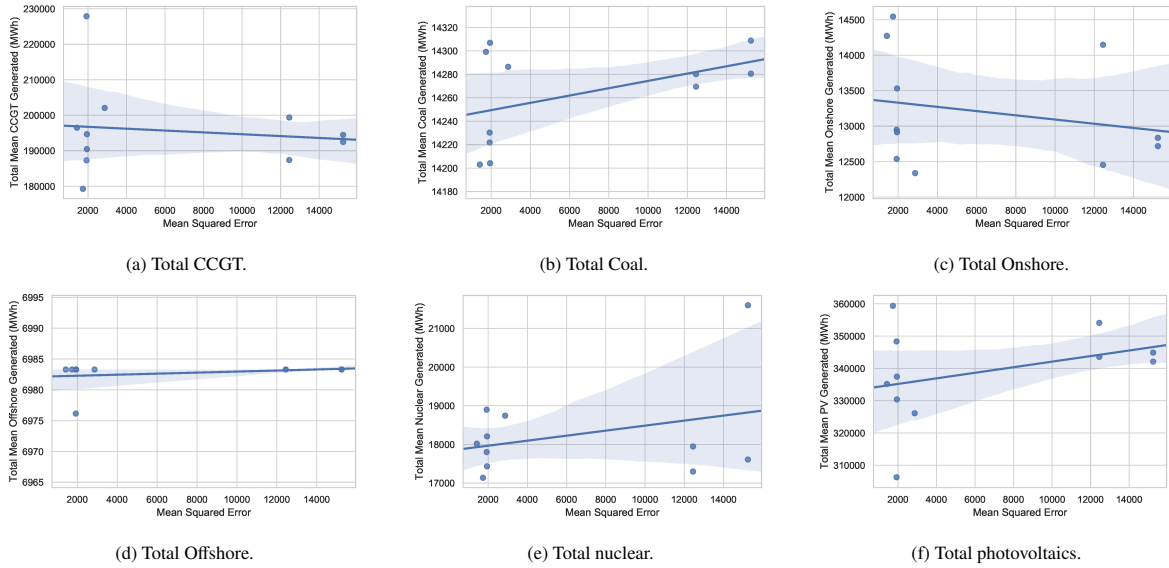 230000
220000
210000
200000
190000
180000
Total Mean CCGT Generated (MWh)
2000 4000 6000 8000 10000 12000 14000
Mean Squared Error
(a) Total CCGT.
14320
14300
14280
14260
14240
14220
14200
14180
Total Mean Coal Generated (MWh)
2000 4000 6000 8000 10000 12000 14000
Mean Squared Error
(b) Total Coal.
14500
14000
13500
13000
12500
12000
Total Mean Onshore Generated (MWh)
2000 4000 6000 8000 10000 12000 14000
Mean Squared Error
(c) Total Onshore.
6995
6990
6985
6980
6975
6970
6965
Total Mean Offshore Generated (MWh)
2000 4000 6000 8000 10000 12000 14000
Mean Squared Error
(d) Total Offshore.
21000
20000
19000
18000
17000
Total Mean Nuclear Generated (MWh)
2000 4000 6000 8000 10000 12000 14000
Mean Squared Error
(e) Total nuclear.
360000
350000
340000
330000
320000
310000
Total Mean PV Generated (MWh)
2000 4000 6000 8000 10000 12000 14000
Mean Squared Error
(f) Total photovoltaics.